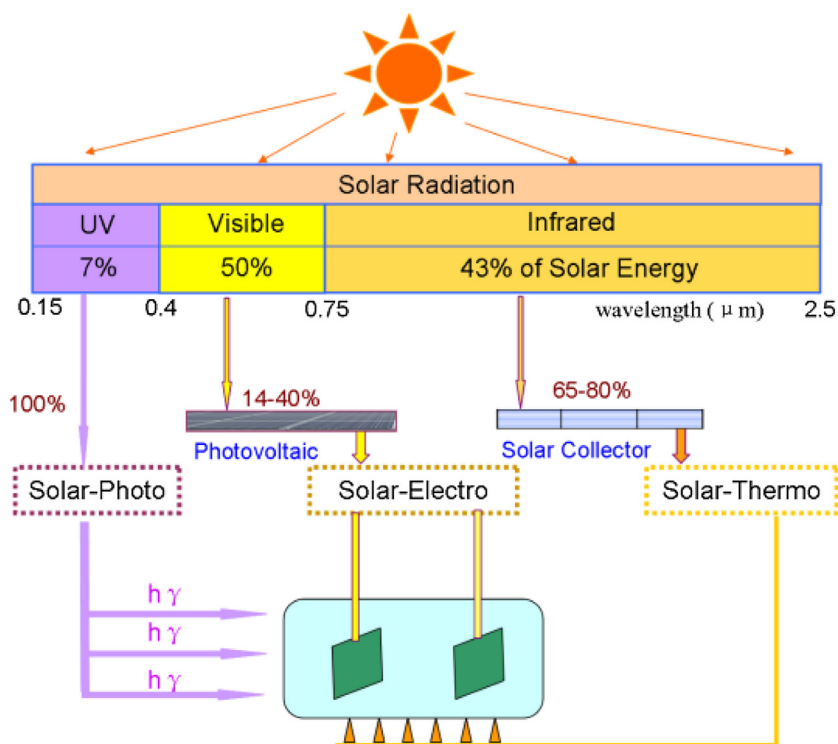 Solar Radiation
UV Visible Infrared
7% 50% 43% of Solar Energy
0.15 0.4 0.75 wavelength ( μ m) 2.5
100% 14-40% 65-80%
Photovoltaic Solar Collector
Solar-Photo Solar-Electro Solar-Thermo
h γ
h γ
h γ